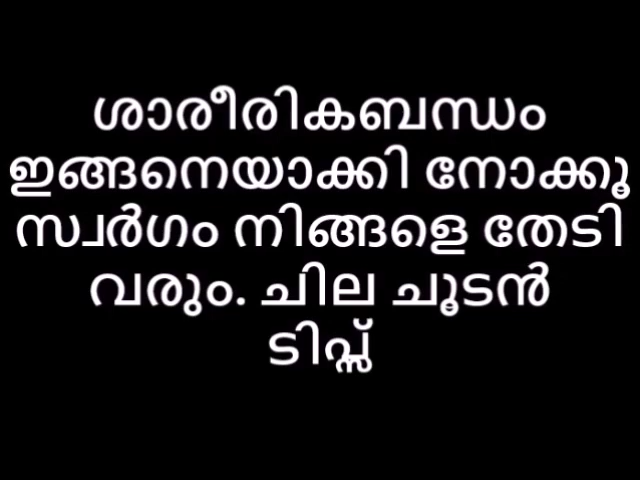 ശാരീരികബന്ധം
ഇങ്ങനെയാക്കി നോക്കൂ
സ്വർഗം നിങ്ങളെ തേടി
വരും. ചില ചൂടൻ
ടിപ്സ്